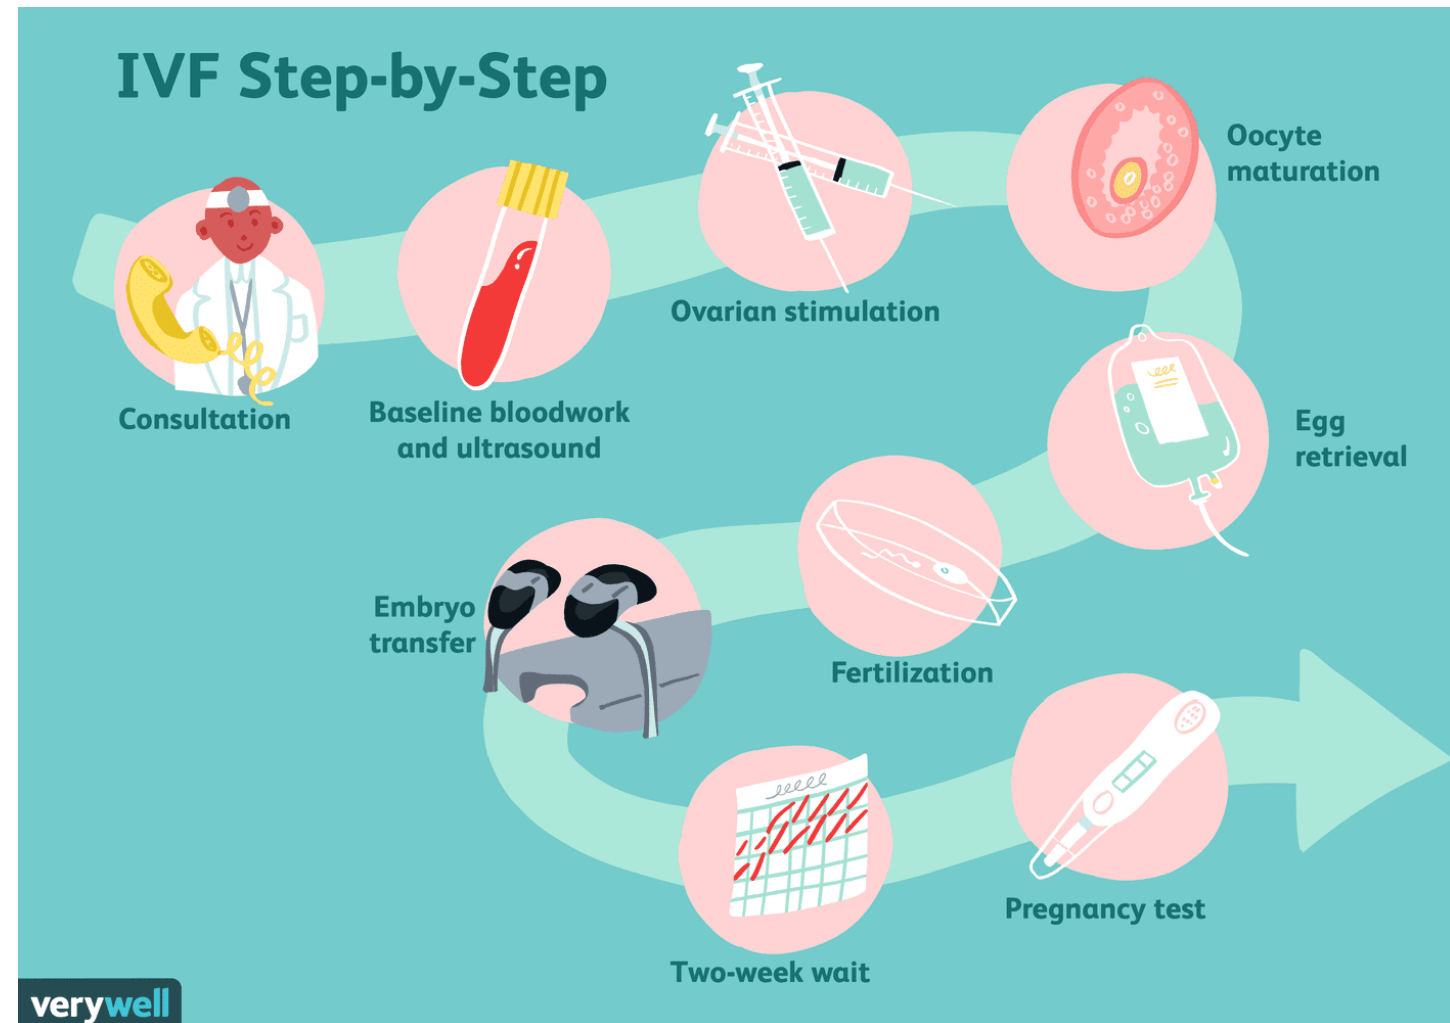 IVF Step-by-Step
Consultation
Baseline bloodwork
and ultrasound
Ovarian stimulation
Oocyte
maturation
Egg
retrieval
Fertilization
Embryo
transfer
Two-week wait
Pregnancy test
verywell